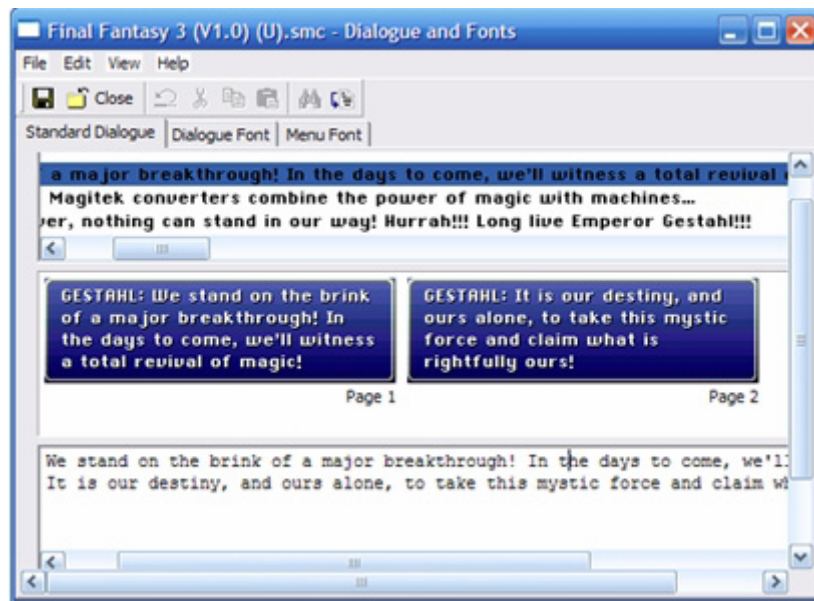 Final Fantasy 3 (V1.0) (U).smc - Dialogue and Fonts
File Edit View Help
Close
Standard Dialogue Dialogue Font Menu Font
a major breakthrough! In the days to come, we'll witness a total revival
Magitek converters combine the power of magic with machines…
er, nothing can stand in our way! Hurrah!!! Long live Emperor Gestahl!!!
GESTAHL: We stand on the brink
of a major breakthrough! In
the days to come, we'll witness
a total revival of magic!
Page 1
GESTAHL: It is our destiny, and
ours alone, to take this mystic
force and claim what is
rightfully ours!
Page 2
We stand on the brink of a major breakthrough! In the days to come, we'll
It is our destiny, and ours alone, to take this mystic force and claim wh